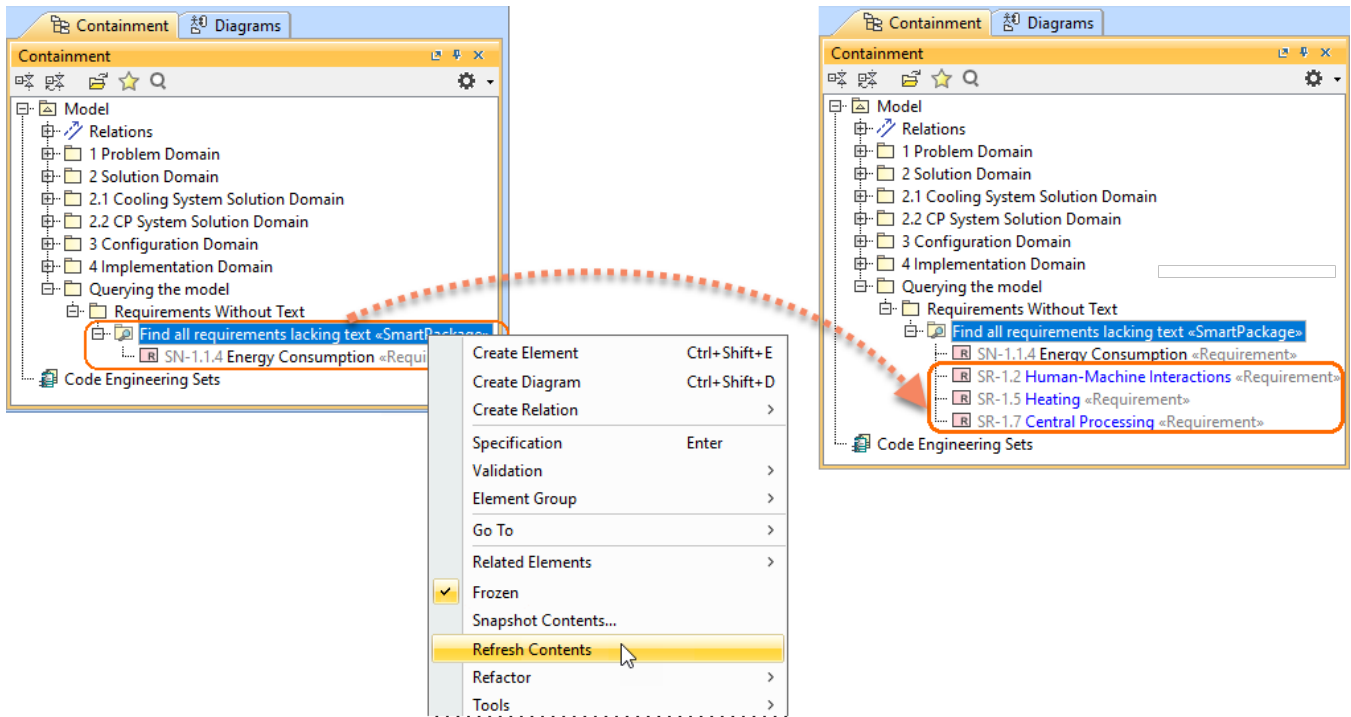 Containment Diagrams
Containment
Model
Relations
1 Problem Domain
2 Solution Domain
2.1 Cooling System Solution Domain
2.2 CP System Solution Domain
3 Configuration Domain
4 Implementation Domain
Querying the model
Requirements Without Text
Find all requirements lacking text «SmartPackage»
SN-1.1.4 Energy Consumption «Requi
Code Engineering Sets
Create Element Ctrl+Shift+E
Create Diagram Ctrl+Shift+D
Create Relation
Specification Enter
Validation
Element Group
Go To
Related Elements
Frozen
Snapshot Contents...
Refresh Contents
Refactor
Tools
Containment Diagrams
Containment
Model
Relations
1 Problem Domain
2 Solution Domain
2.1 Cooling System Solution Domain
2.2 CP System Solution Domain
3 Configuration Domain
4 Implementation Domain
Querying the model
Requirements Without Text
Find all requirements lacking text «SmartPackage»
R SN-1.1.4 Energy Consumption «Requirement»
R SR-1.2 Human-Machine Interactions «Requirement»
R SR-1.5 Heating «Requirement»
R SR-1.7 Central Processing «Requirement»
Code Engineering Sets